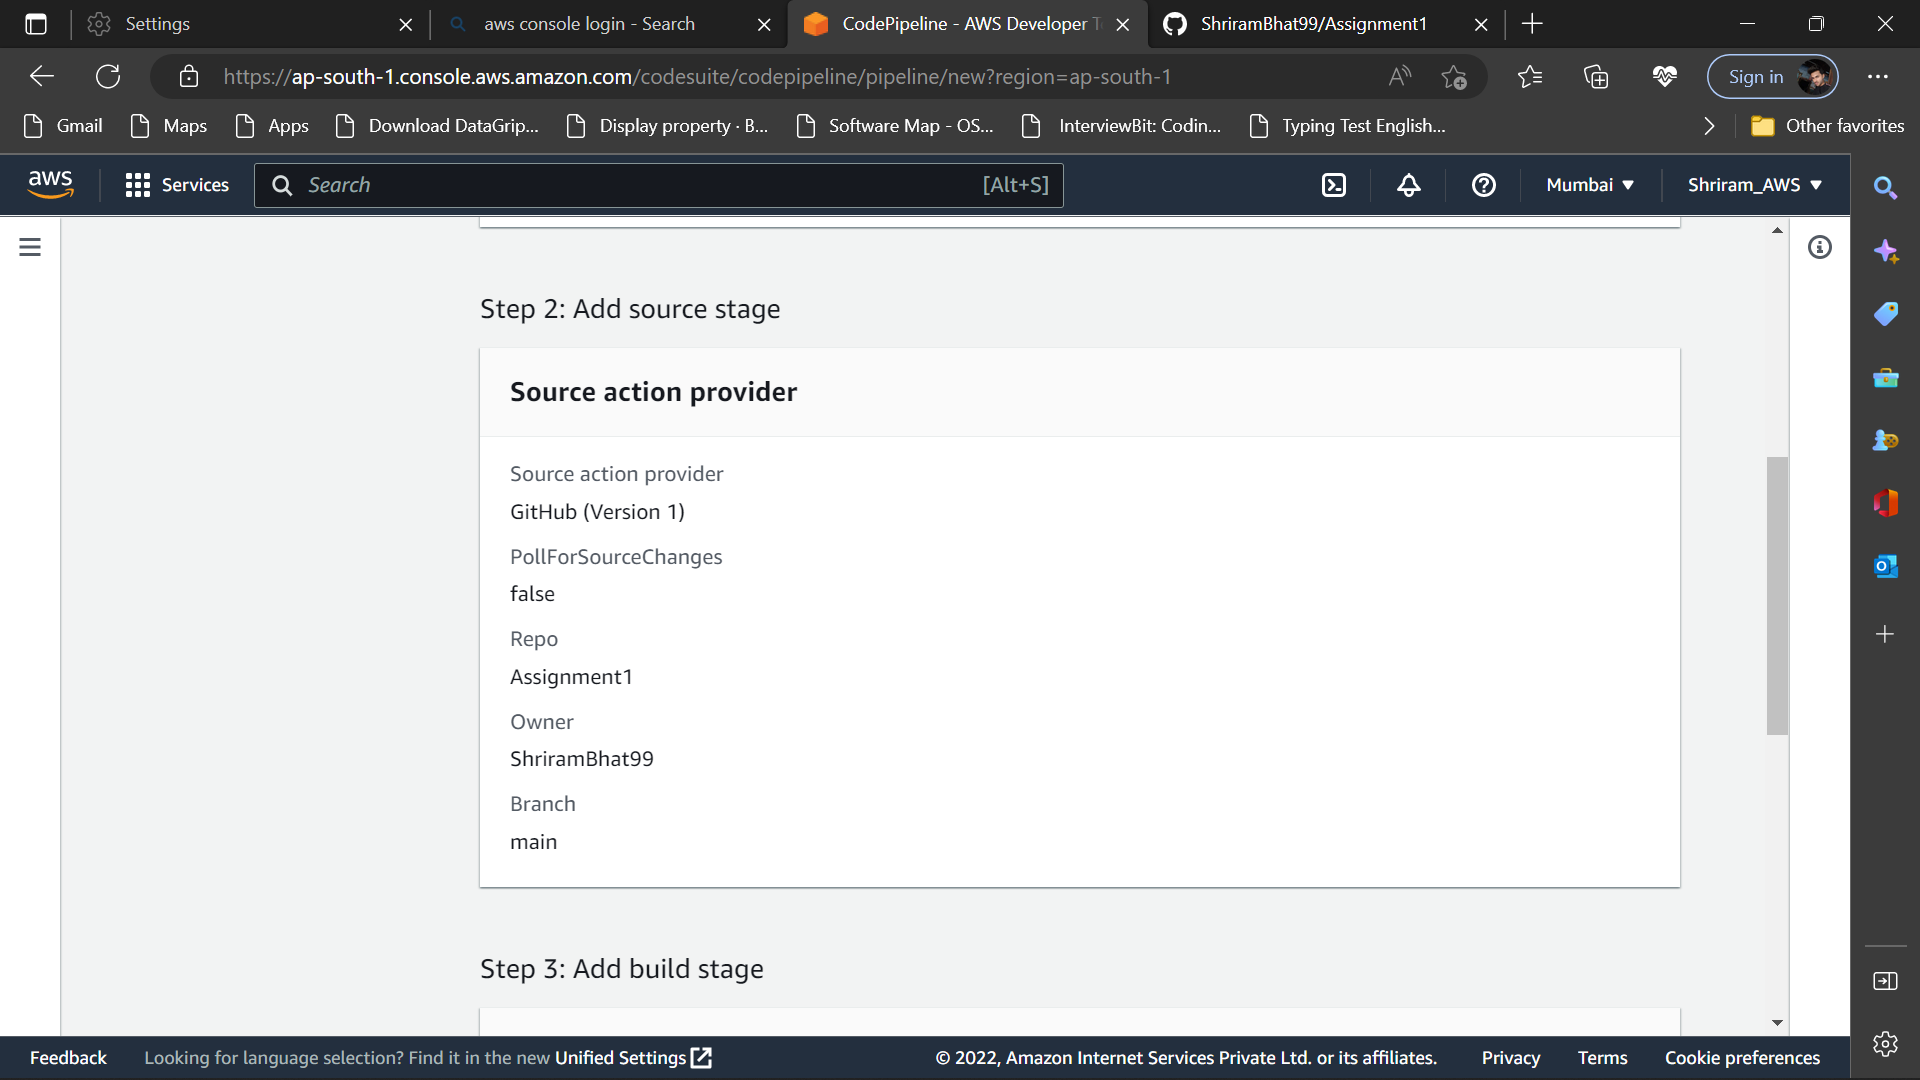 Settings
aws console login - Search
CodePipeline - AWS Developer T
ShriramBhat99/Assignment1
https://ap-south-1.console.aws.amazon.com/codesuite/codepipeline/pipeline/new?region=ap-south-1
Sign in
Gmail
Maps
Apps
Download DataGrip...
Display property · B...
Software Map - OS...
InterviewBit: Codin...
Typing Test English...
Other favorites
aws
Services
Search
[Alt+S]
Mumbai
Shriram_AWS
Step 2: Add source stage
Source action provider
Source action provider
GitHub (Version 1)
PollForSourceChanges
false
Repo
Assignment1
Owner
ShriramBhat99
Branch
main
Step 3: Add build stage
Feedback
Looking for language selection? Find it in the new Unified Settings
© 2022, Amazon Internet Services Private Ltd. or its affiliates.
Privacy
Terms
Cookie preferences